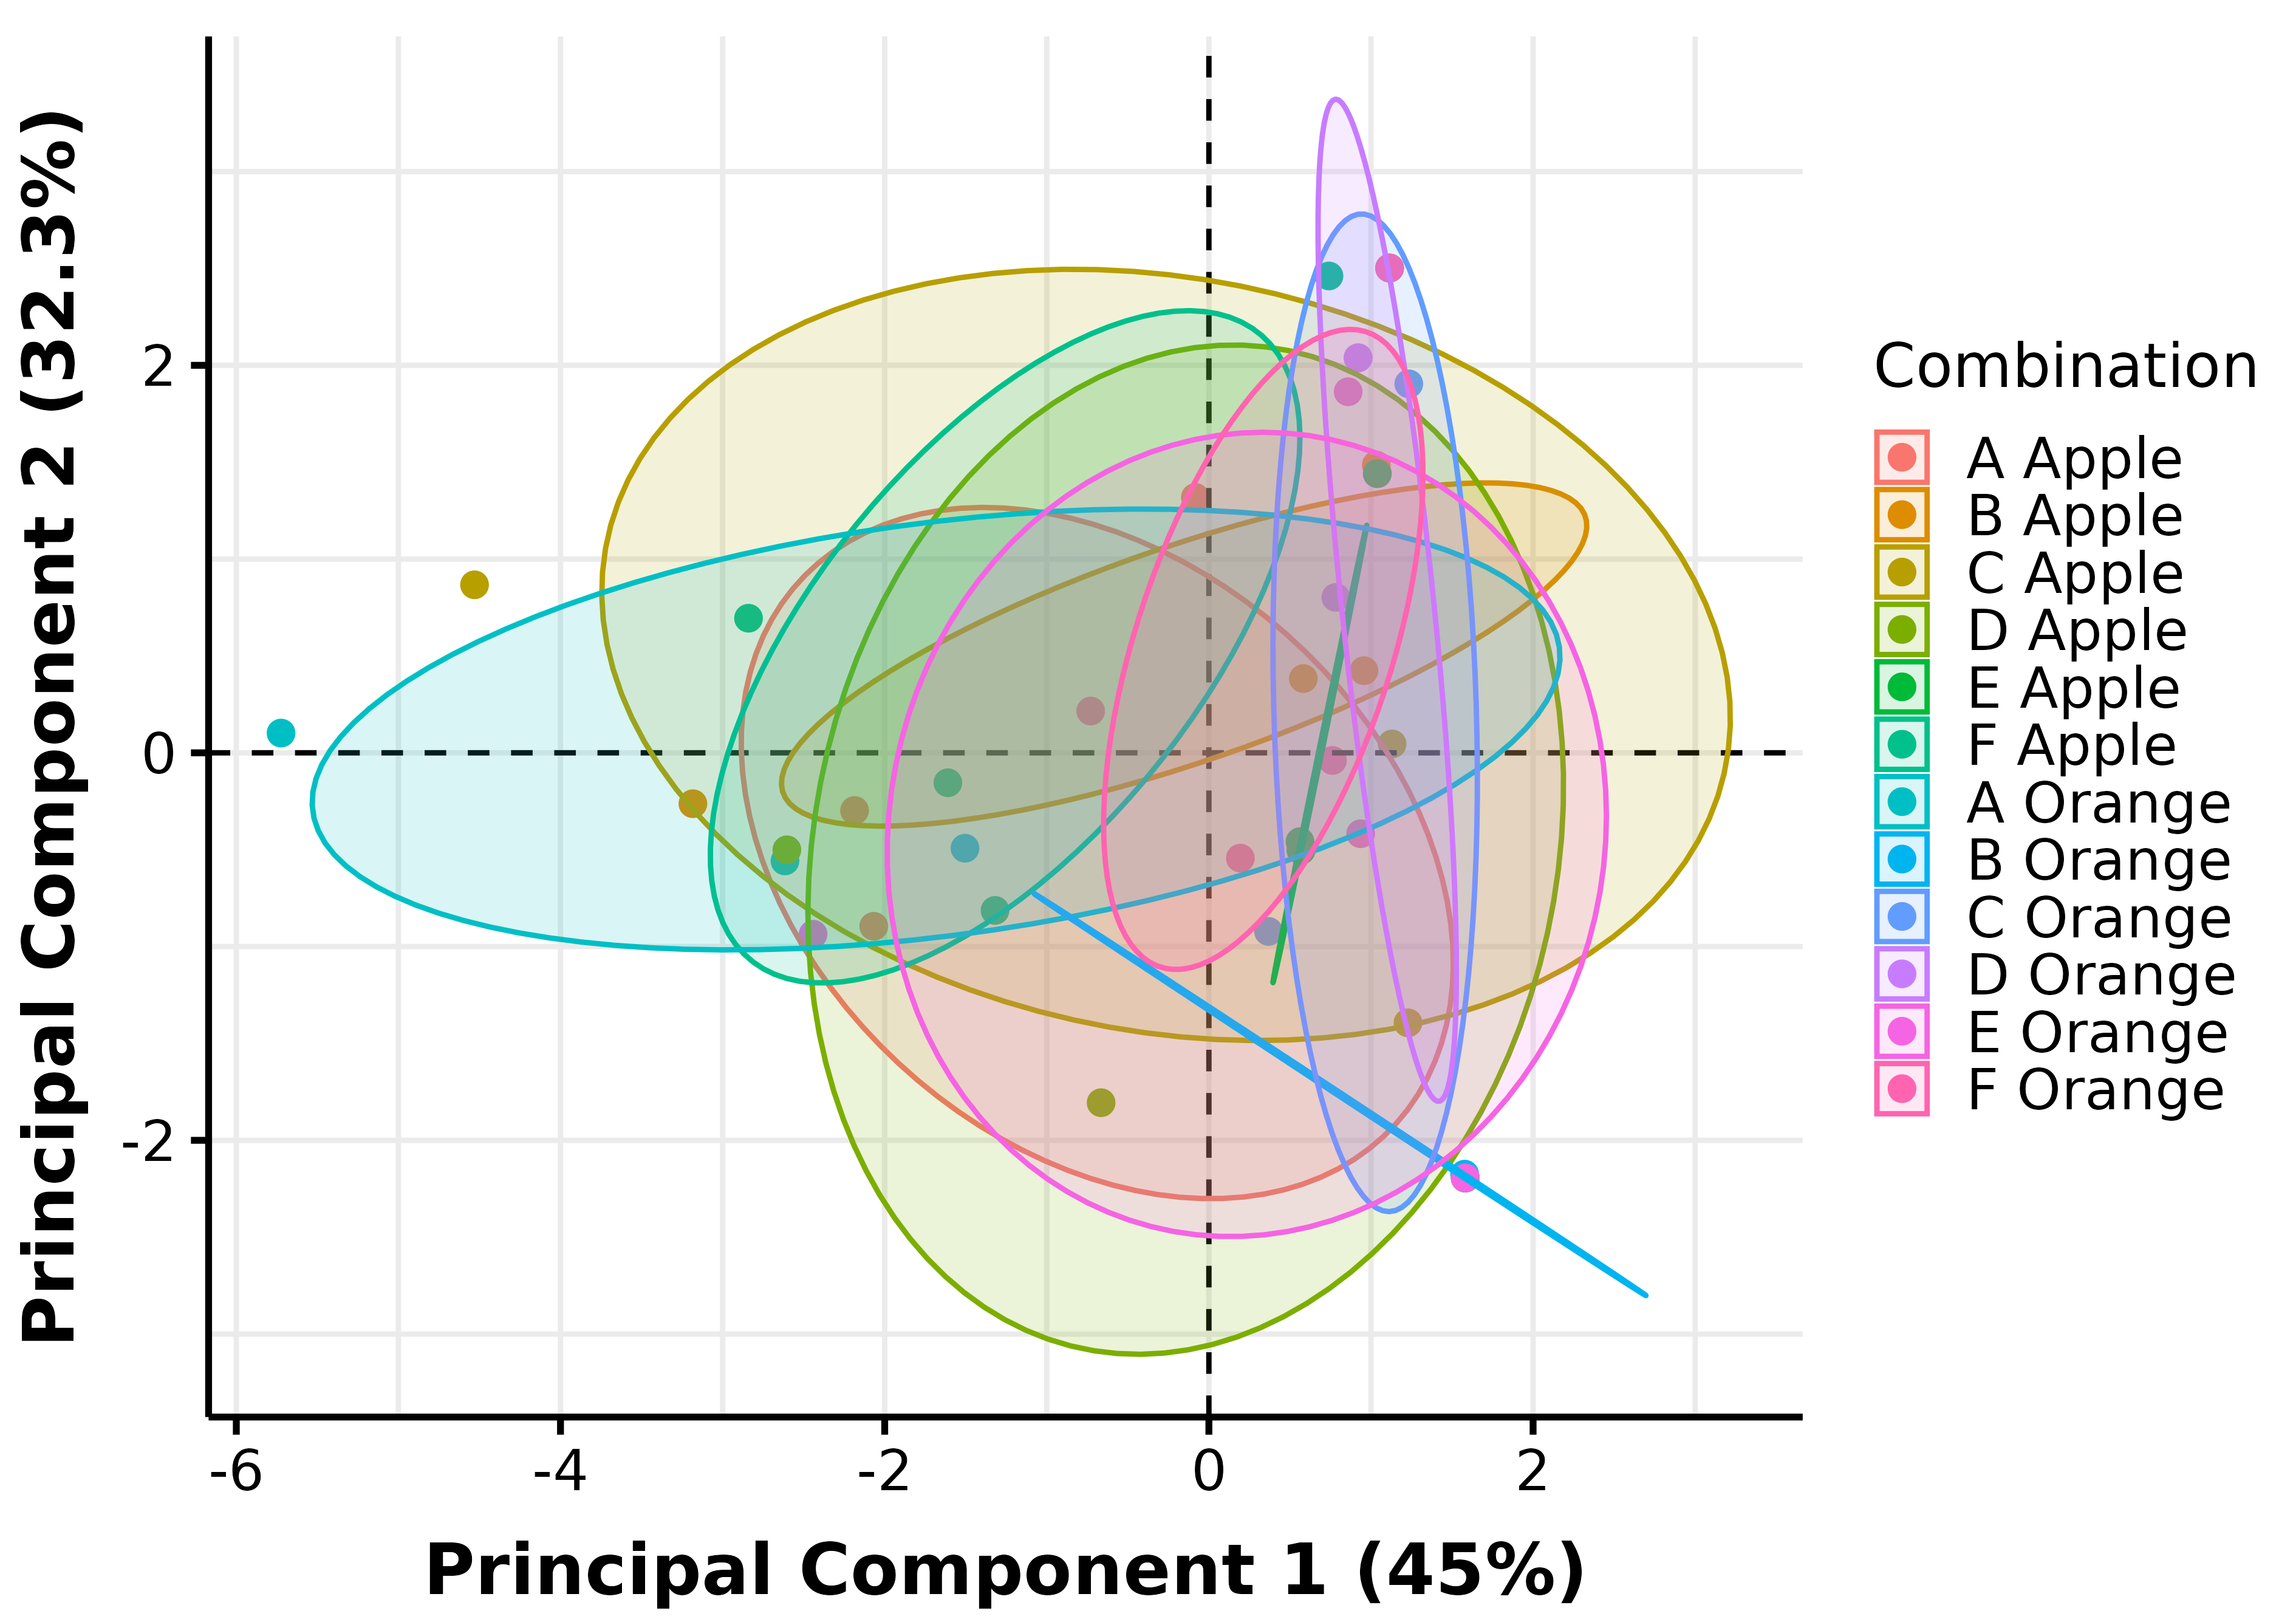 Principal Component 2 (32.3%)
2
0
-2
-6 -4 -2 0 2
Principal Component 1 (45%)
Combination
A Apple
B Apple
C Apple
D Apple
E Apple
F Apple
A Orange
B Orange
C Orange
D Orange
E Orange
F Orange